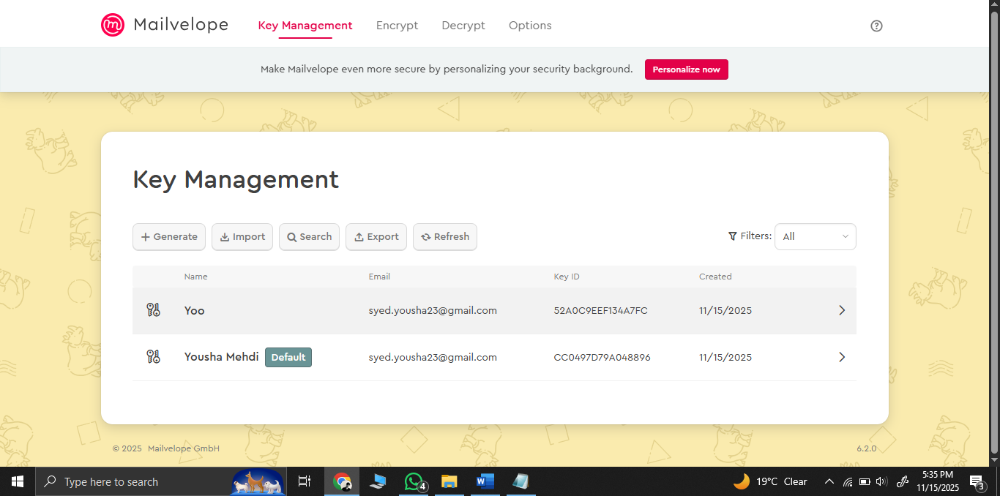 Mailvelope Key Management Encrypt Decrypt Options
Make Mailvelope even more secure by personalizing your security background. Personalize now
Key Management
Generate Import Search Export Refresh Filters: All
Name Email Key ID Created
Yoo syed.yousha23@gmail.com 52A0C9EEF134A7FC 11/15/2025
Yousha Mehdi Default syed.yousha23@gmail.com CC0497D79A048896 11/15/2025
© 2025 Mailvelope GmbH 6.2.0
Type here to search 4 19°C Clear 5:35 PM 3
11/15/2025